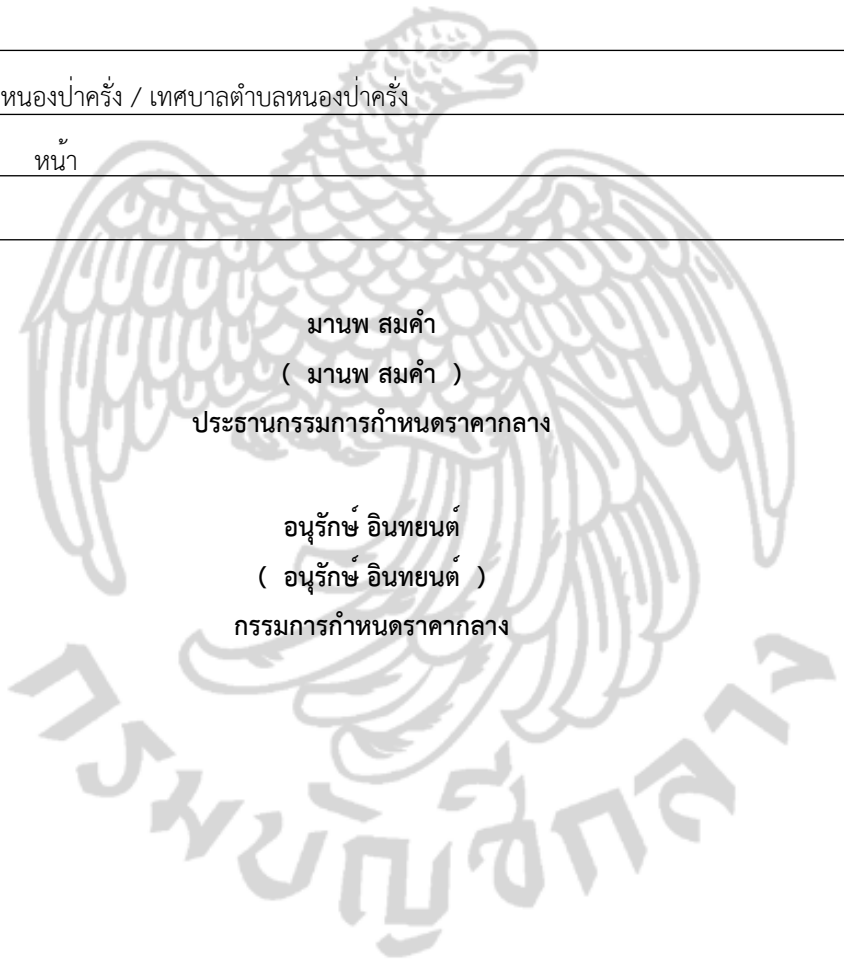 หนองป่าครั่ง / เทศบาลตำบลหนองป่าครั่ง
หน้า
มานพ สมคำ
( มานพ สมคำ )
ประธานกรรมการกำหนดราคากลาง
อนุรักษ์ อินทยนต์
( อนุรักษ์ อินทยนต์ )
กรรมการกำหนดราคากลาง
กรมบัญชีกลาง